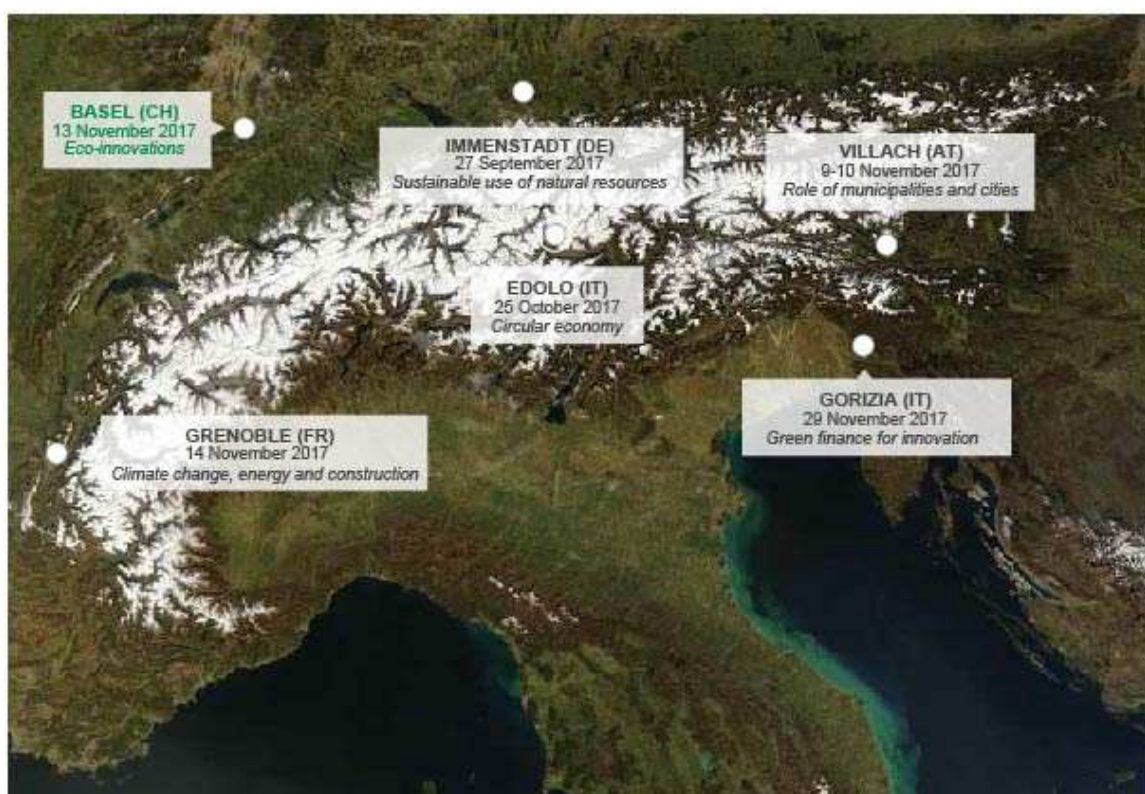 BASEL (CH)
13 November 2017
Eco-innovations
IMMENSTADT (DE)
27 September 2017
Sustainable use of natural resources
VILLACH (AT)
9-10 November 2017
Role of municipalities and cities
EDOLO (IT)
25 October 2017
Circular economy
GORIZIA (IT)
29 November 2017
Green finance for innovation
GRENOBLE (FR)
14 November 2017
Climate change, energy and construction